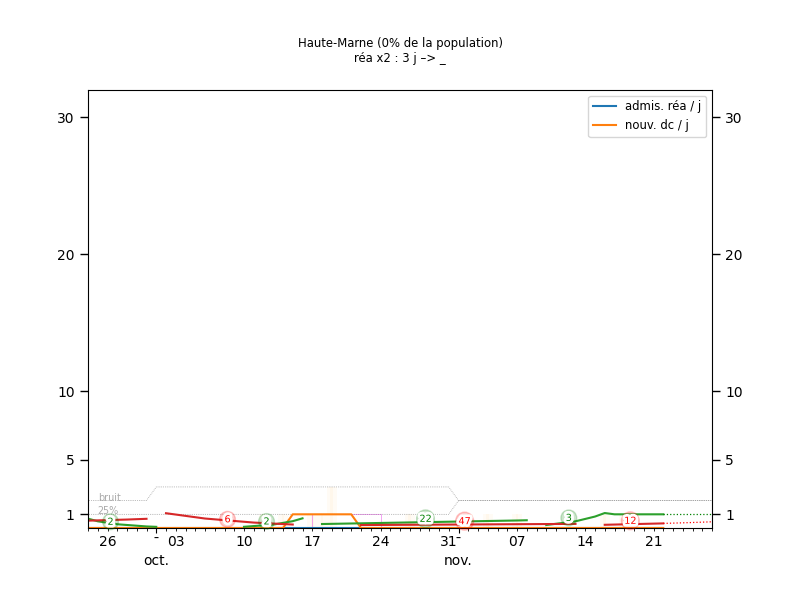 Haute-Marne (0% de la population)
réa x2 : 3 j –> _
admis. réa / j
nouv. dc / j
30 30
20 20
10 10
5 5
1 1
bruit
25%
2 6 2 22 47 3 12
26 - 03 10 17 24 31- 07 14 21
oct. nov.